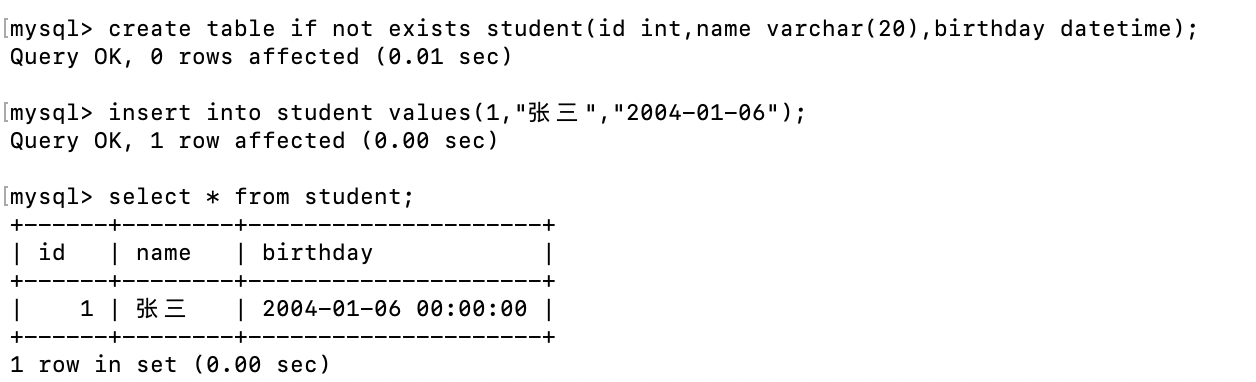 [mysql> create table if not exists student(id int,name varchar(20),birthday datetime);
Query OK, 0 rows affected (0.01 sec)
[mysql> insert into student values(1,"张三","2004-01-06");
Query OK, 1 row affected (0.00 sec)
[mysql> select * from student;
+------+--------+---------------------+
| id   | name   | birthday            |
+------+--------+---------------------+
|    1 | 张三   | 2004-01-06 00:00:00 |
+------+--------+---------------------+
1 row in set (0.00 sec)